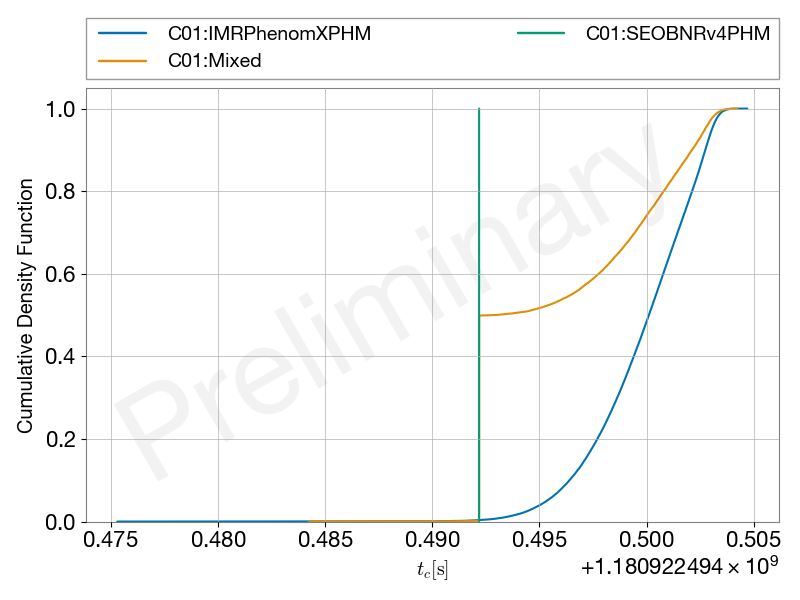 C01:IMRPhenomXPHM C01:SEOBNRv4PHM
C01:Mixed
Cumulative Density Function
1.0
0.8
0.6
0.4
0.2
0.0
Preliminary
0.475 0.480 0.485 0.490 0.495 0.500 0.505
t_c[s]
+1.180922494 × 10⁹